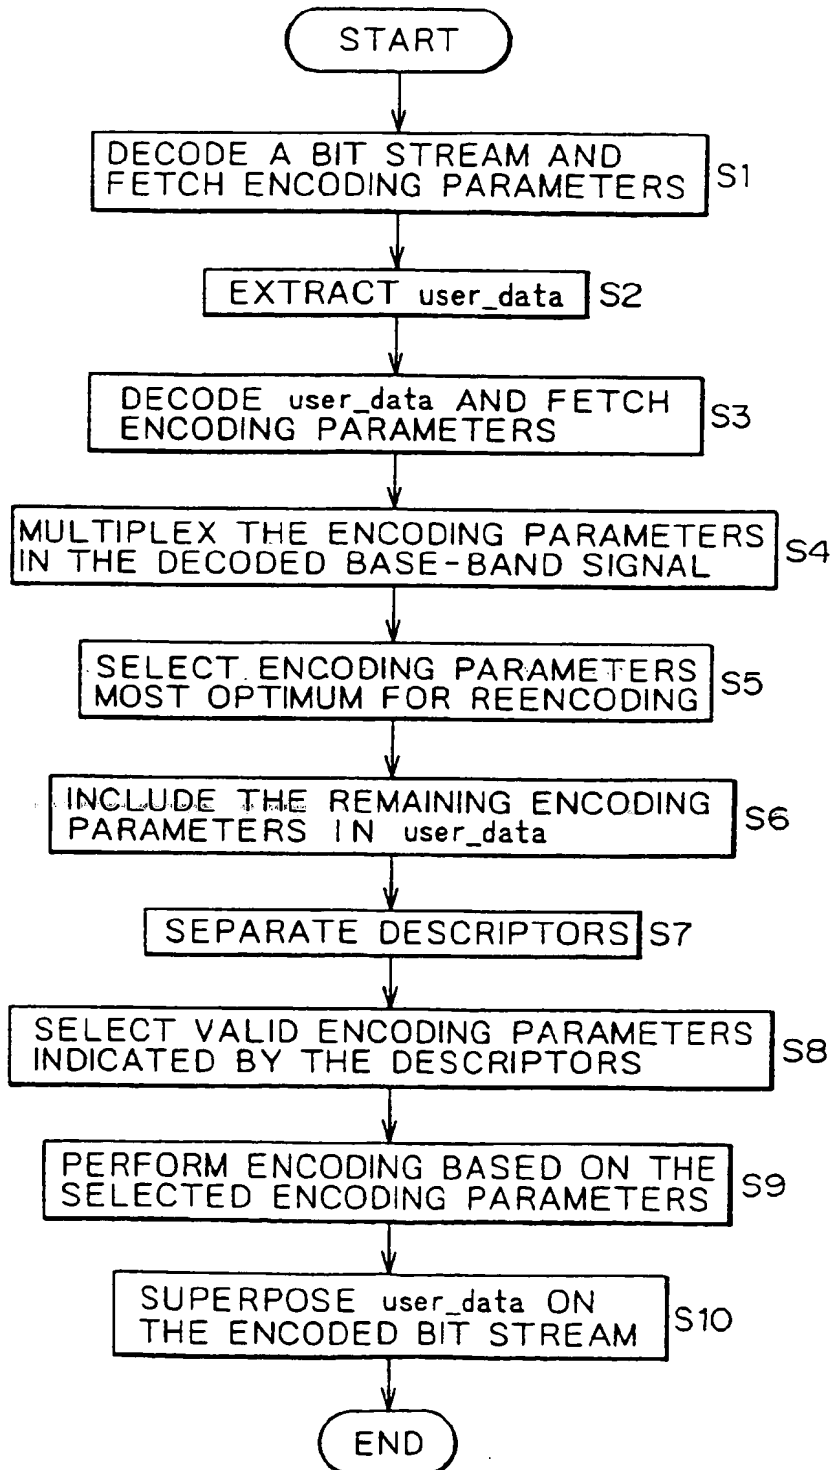 START
DECODE A BIT STREAM AND
FETCH ENCODING PARAMETERS
S1
EXTRACT user_data
S2
DECODE user_data AND FETCH
ENCODING PARAMETERS
S3
MULTIPLEX THE ENCODING PARAMETERS
IN THE DECODED BASE-BAND SIGNAL
S4
SELECT ENCODING PARAMETERS
MOST OPTIMUM FOR REENCODING
S5
INCLUDE THE REMAINING ENCODING
PARAMETERS IN user_data
S6
SEPARATE DESCRIPTORS
S7
SELECT VALID ENCODING PARAMETERS
INDICATED BY THE DESCRIPTORS
S8
PERFORM ENCODING BASED ON THE
SELECTED ENCODING PARAMETERS
S9
SUPERPOSE user_data ON
THE ENCODED BIT STREAM
S10
END